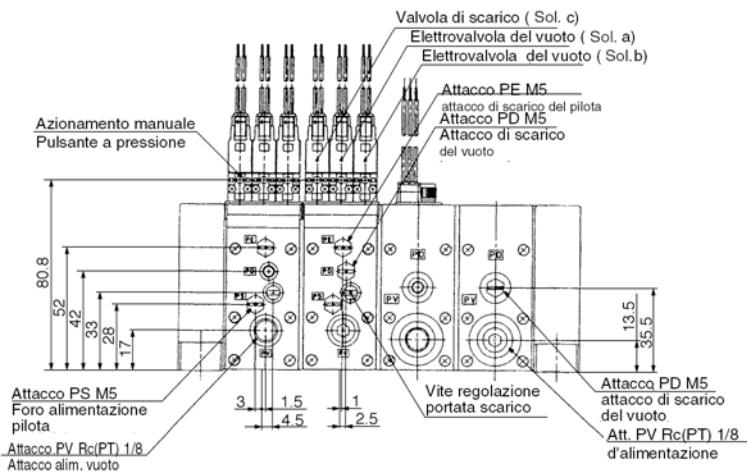 Valvola di scarico ( Sol. c)
Elettrovalvola del vuoto ( Sol. a)
Elettrovalvola del vuoto ( Sol.b)
Attacco PE M5
attacco di scarico del pilota
Attacco PD M5
Attacco di scarico
del vuoto
Azionamento manuale
Pulsante a pressione
80.8
52
42
33
28
17
PE
PE
PD
PS
PS
PV
PV
PD
PV
PD
PV
13.5
35.5
3
1.5
4.5
1
2.5
Attacco PS M5
Foro alimentazione
pilota
Attacco PV Rc(PT) 1/8
Attacco alim. vuoto
Vite regolazione
portata scarico
Attacco PD M5
attacco di scarico
del vuoto
Att. PV Rc(PT) 1/8
d'alimentazione